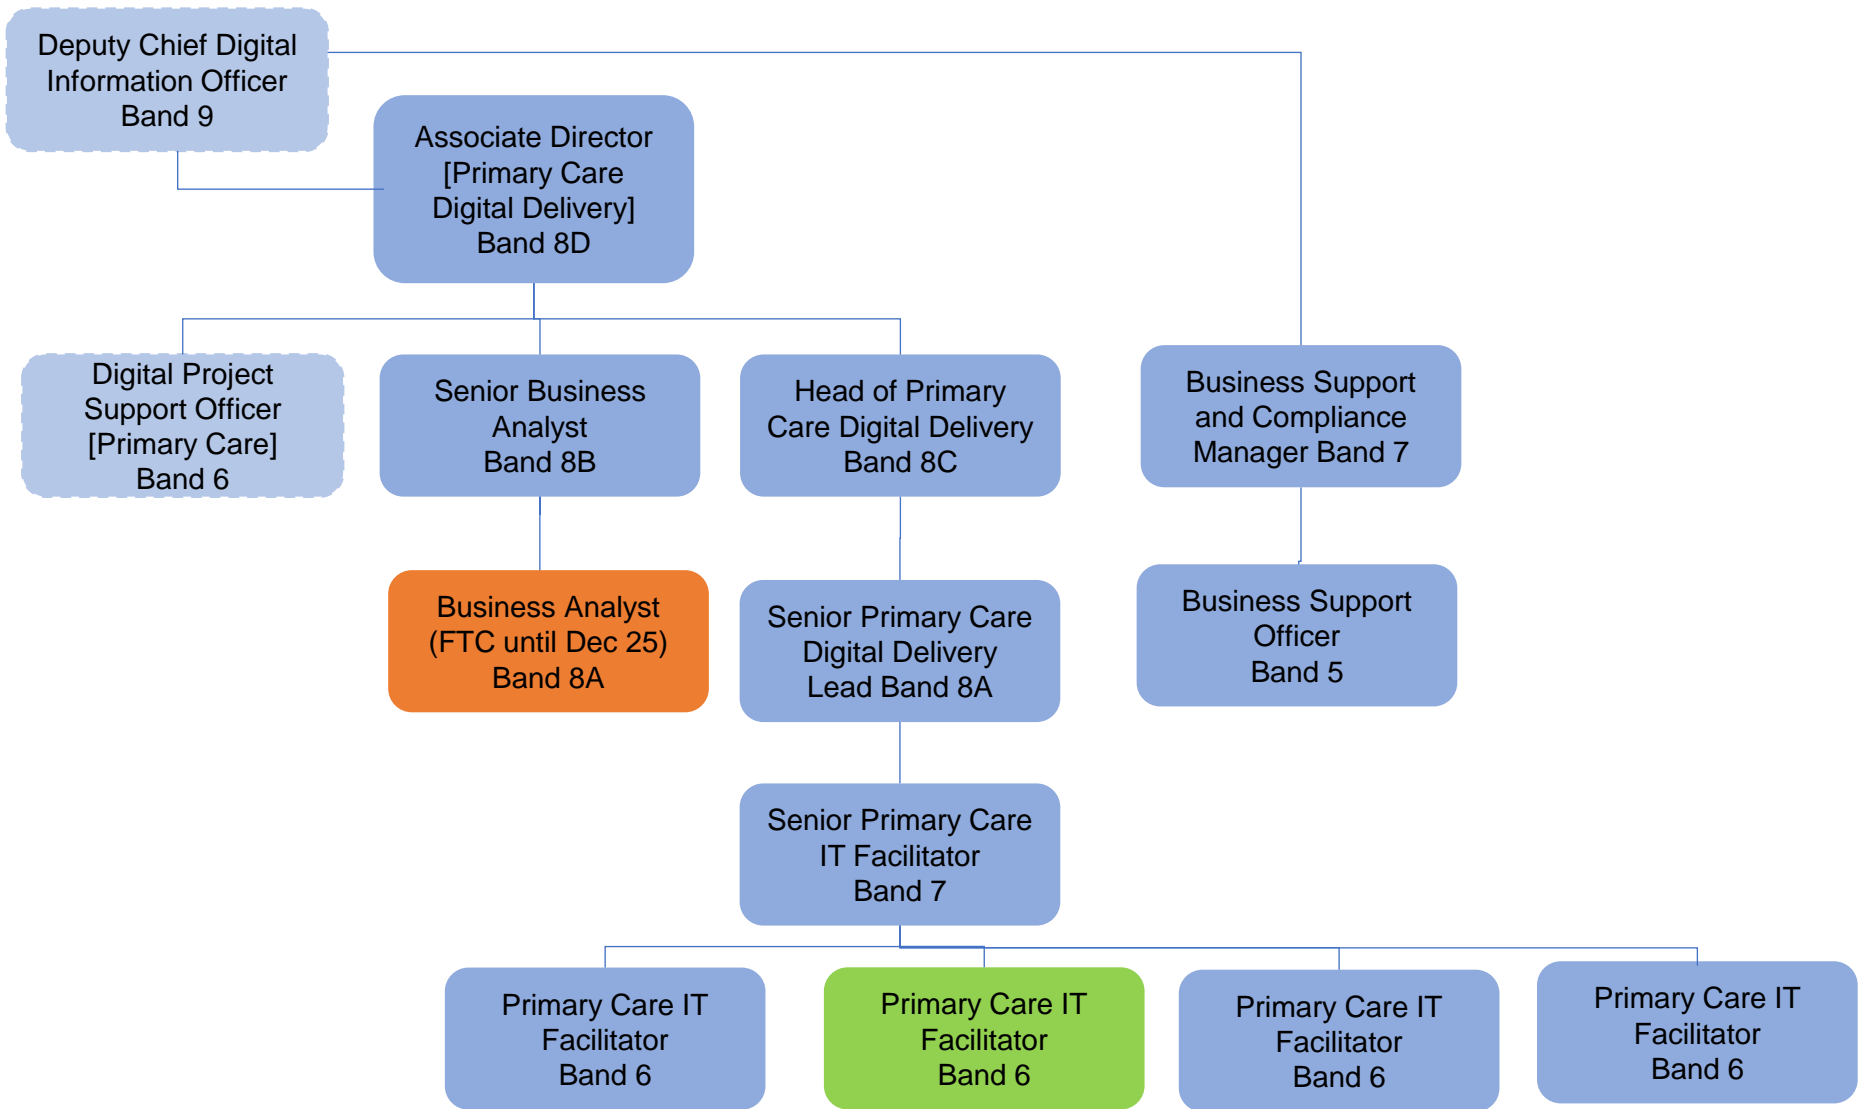 Deputy Chief Digital
Information Officer
Band 9
Associate Director
[Primary Care
Digital Delivery]
Band 8D
Digital Project
Support Officer
[Primary Care]
Band 6
Senior Business
Analyst
Band 8B
Head of Primary
Care Digital Delivery
Band 8C
Business Support
and Compliance
Manager Band 7
Business Analyst
(FTC until Dec 25)
Band 8A
Senior Primary Care
Digital Delivery
Lead Band 8A
Business Support
Officer
Band 5
Senior Primary Care
IT Facilitator
Band 7
Primary Care IT
Facilitator
Band 6
Primary Care IT
Facilitator
Band 6
Primary Care IT
Facilitator
Band 6
Primary Care IT
Facilitator
Band 6